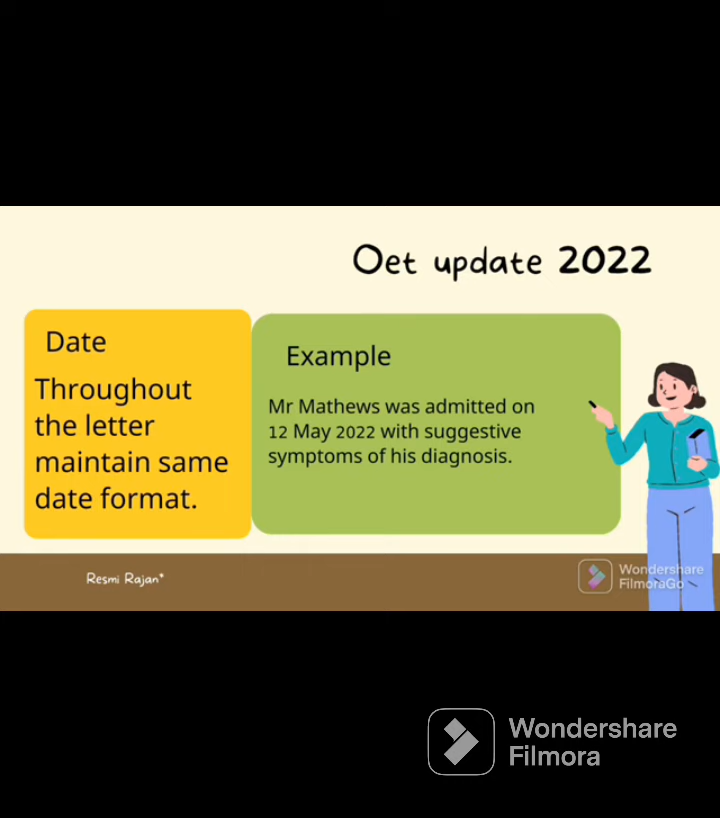 Oet update 2022
Date
Throughout
the letter
maintain same
date format.
Example
Mr Mathews was admitted on
12 May 2022 with suggestive
symptoms of his diagnosis.
Resmi Rajan*
Wondershare
FilmoraGo
Wondershare
Filmora